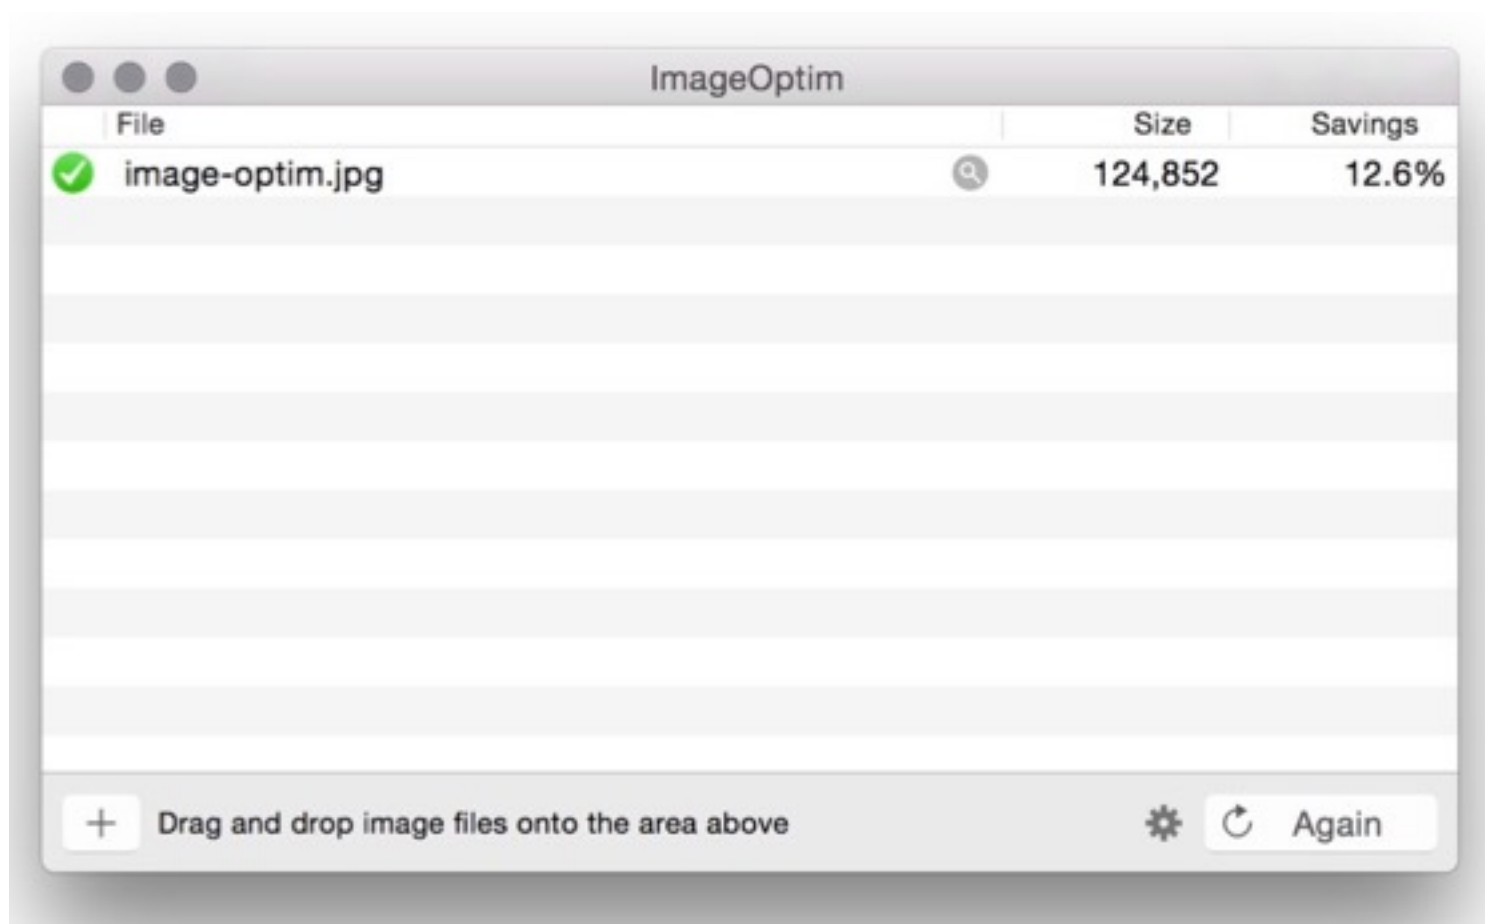 ImageOptim
File Size Savings
image-optim.jpg 124,852 12.6%
Drag and drop image files onto the area above Again